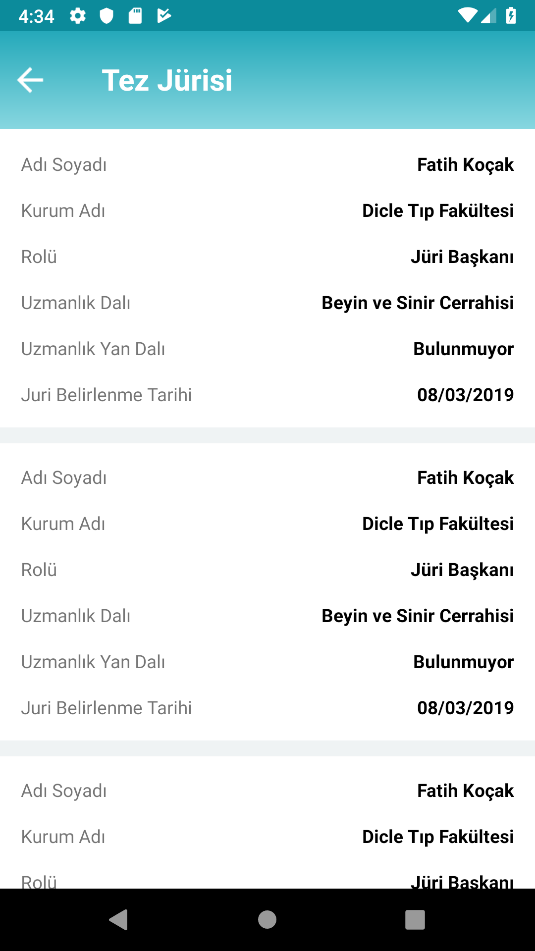 4:34
Tez Jürisi
Adı Soyadı Fatih Koçak
Kurum Adı Dicle Tıp Fakültesi
Rolü Jüri Başkanı
Uzmanlık Dalı Beyin ve Sinir Cerrahisi
Uzmanlık Yan Dalı Bulunmuyor
Juri Belirlenme Tarihi 08/03/2019
Adı Soyadı Fatih Koçak
Kurum Adı Dicle Tıp Fakültesi
Rolü Jüri Başkanı
Uzmanlık Dalı Beyin ve Sinir Cerrahisi
Uzmanlık Yan Dalı Bulunmuyor
Juri Belirlenme Tarihi 08/03/2019
Adı Soyadı Fatih Koçak
Kurum Adı Dicle Tıp Fakültesi
Rolü Jüri Başkanı